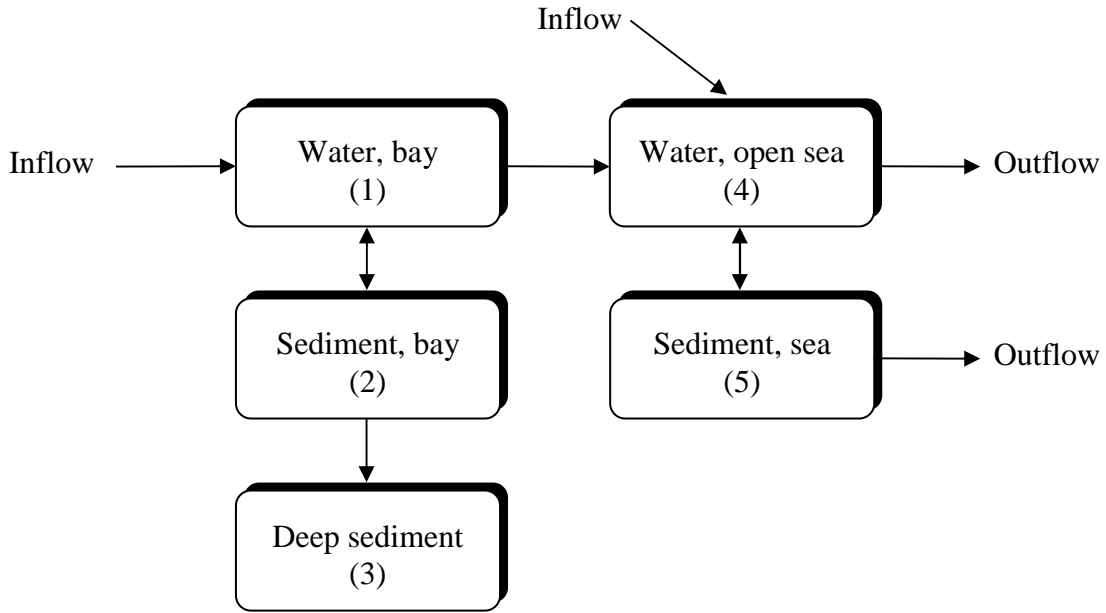 Inflow
Inflow
Water, bay
(1)
Water, open sea
(4)
Outflow
Sediment, bay
(2)
Sediment, sea
(5)
Outflow
Deep sediment
(3)